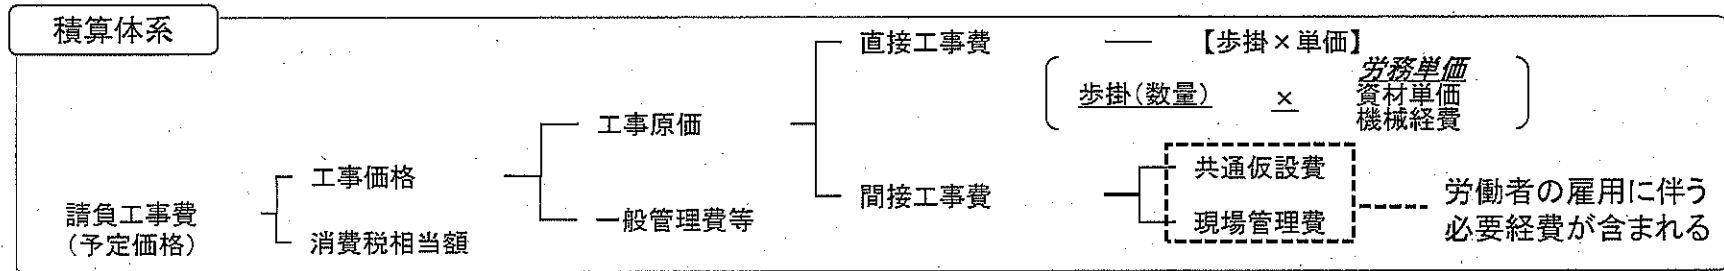 積算体系
直接工事費
【歩掛×単価】
歩掛(数量)
×
労務単価
資材単価
機械経費
工事原価
共通仮設費
工事価格
間接工事費
労働者の雇用に伴う
必要経費が含まれる
請負工事費
(予定価格)
一般管理費等
現場管理費
消費税相当額